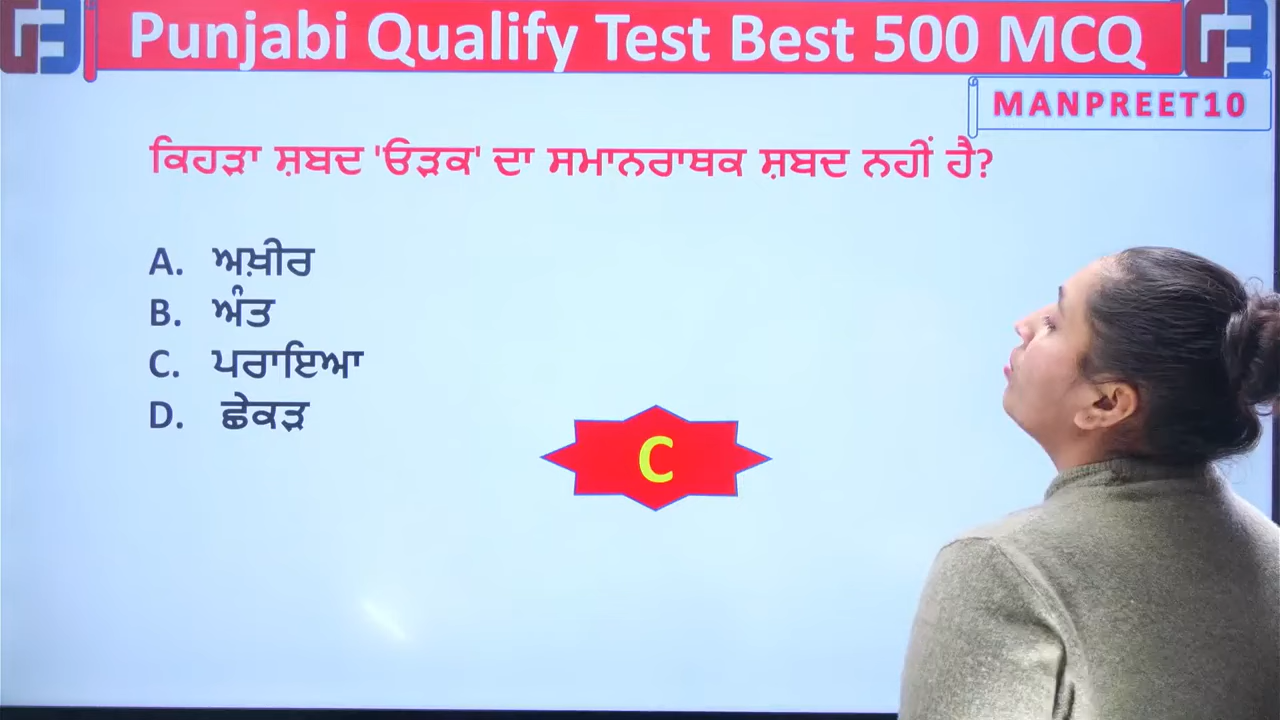 Punjabi Qualify Test Best 500 MCQ
MANPREET10
ਕਿਹੜਾ ਸ਼ਬਦ 'ਓੜਕ' ਦਾ ਸਮਾਨਰਾਥਕ ਸ਼ਬਦ ਨਹੀਂ ਹੈ?
A. ਅਖ਼ੀਰ
B. ਅੰਤ
C. ਪਰਾਇਆ
D. ਛੇਕੜ
C